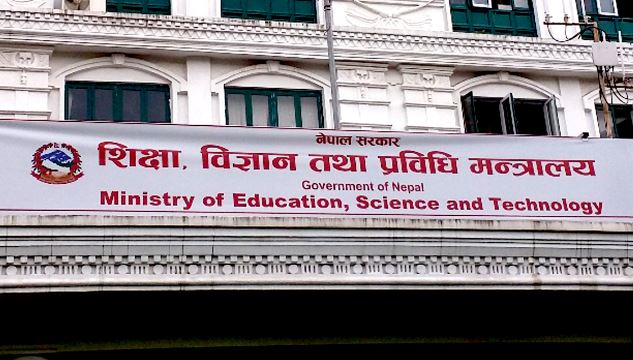 नेपाल सरकार
शिक्षा, विज्ञान तथा प्रविधि मन्त्रालय
Government of Nepal
Ministry of Education, Science and Technology